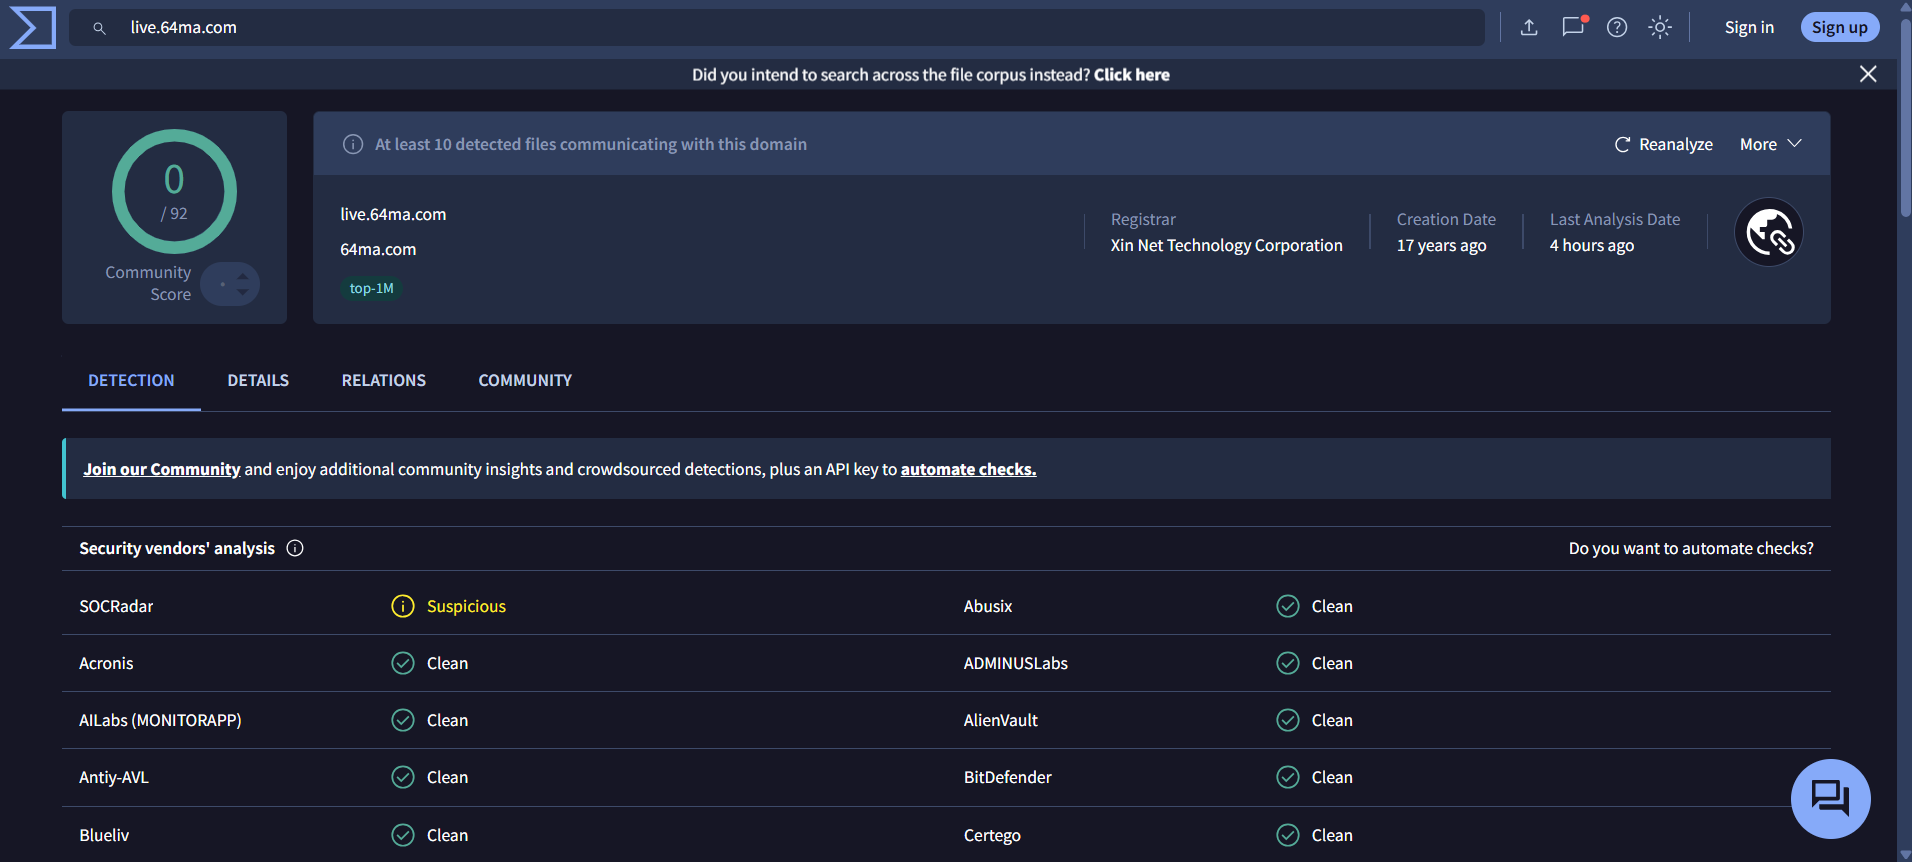 live.64ma.com
Sign in
Sign up
Did you intend to search across the file corpus instead? Click here
0
/ 92
Community
Score
At least 10 detected files communicating with this domain
Reanalyze
More
live.64ma.com
64ma.com
top-1M
Registrar
Xin Net Technology Corporation
Creation Date
17 years ago
Last Analysis Date
4 hours ago
DETECTION
DETAILS
RELATIONS
COMMUNITY
Join our Community and enjoy additional community insights and crowdsourced detections, plus an API key to automate checks.
Security vendors' analysis
Do you want to automate checks?
SOCRadar
Suspicious
Abusix
Clean
Acronis
Clean
ADMINUSLabs
Clean
AILabs (MONITORAPP)
Clean
AlienVault
Clean
Antiy-AVL
Clean
BitDefender
Clean
Blueliv
Clean
Certego
Clean